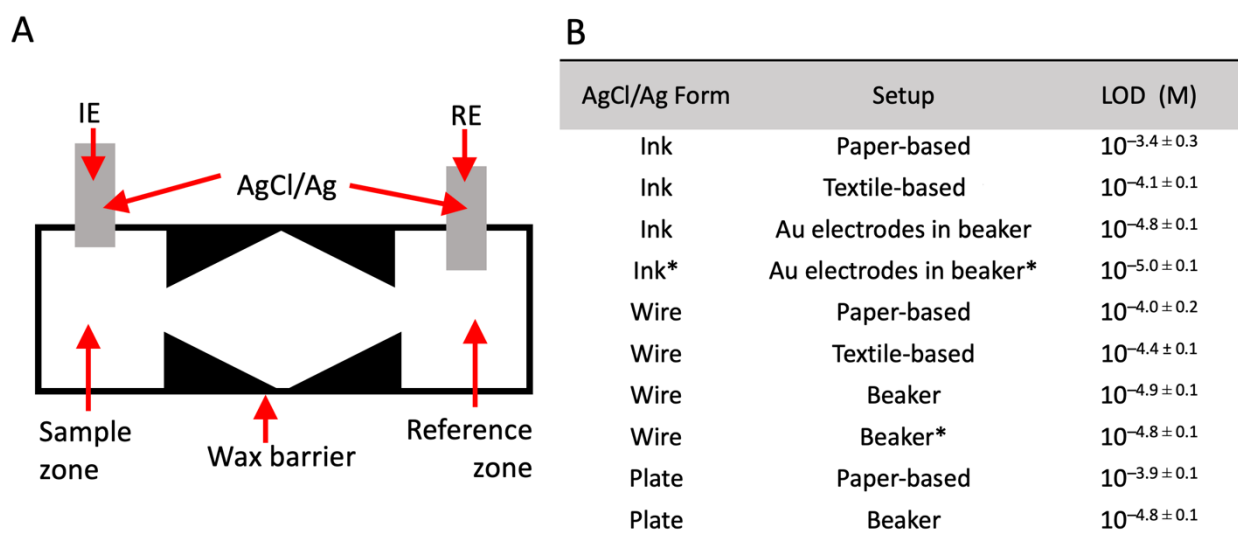 A
IE
RE
AgCl/Ag
Sample
zone
Wax barrier
Reference
zone
B
AgCl/Ag Form Setup LOD (M)
Ink Paper-based 10–3.4 ± 0.3
Ink Textile-based 10–4.1 ± 0.1
Ink Au electrodes in beaker 10–4.8 ± 0.1
Ink* Au electrodes in beaker* 10–5.0 ± 0.1
Wire Paper-based 10–4.0 ± 0.2
Wire Textile-based 10–4.4 ± 0.1
Wire Beaker 10–4.9 ± 0.1
Wire Beaker* 10–4.8 ± 0.1
Plate Paper-based 10–3.9 ± 0.1
Plate Beaker 10–4.8 ± 0.1